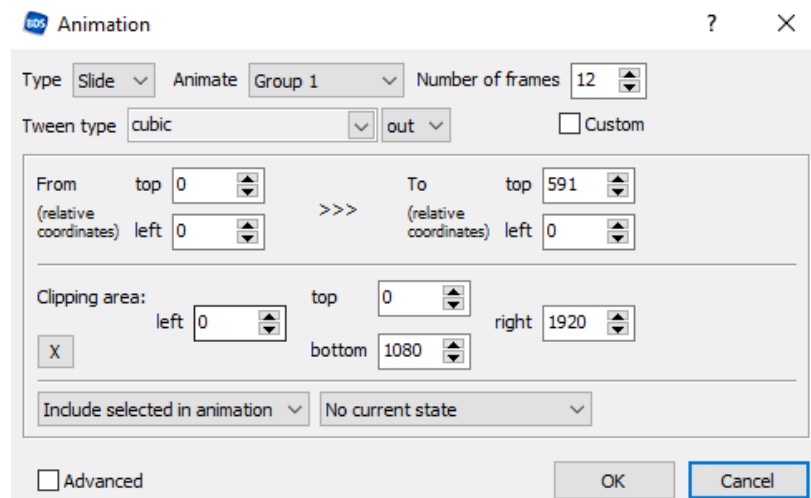 BDS Animation ? X
Type Slide Animate Group 1 Number of frames 12
Tween type cubic out Custom
From top 0 To top 591
(relative coordinates) left 0 >>> (relative coordinates) left 0
Clipping area:
left 0 top 0 right 1920
X bottom 1080
Include selected in animation No current state
Advanced OK Cancel